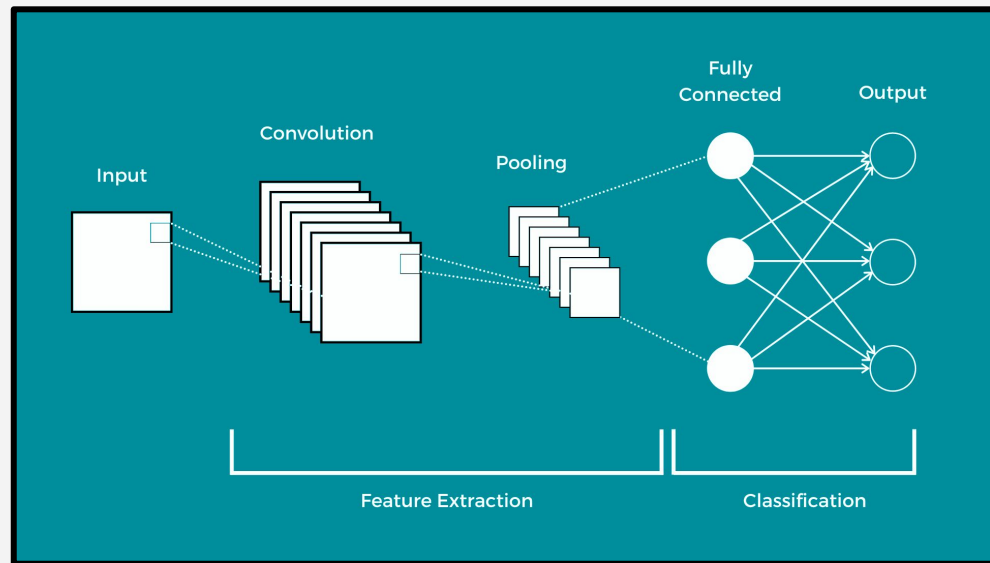 Input
Convolution
Pooling
Fully
Connected
Output
Feature Extraction
Classification